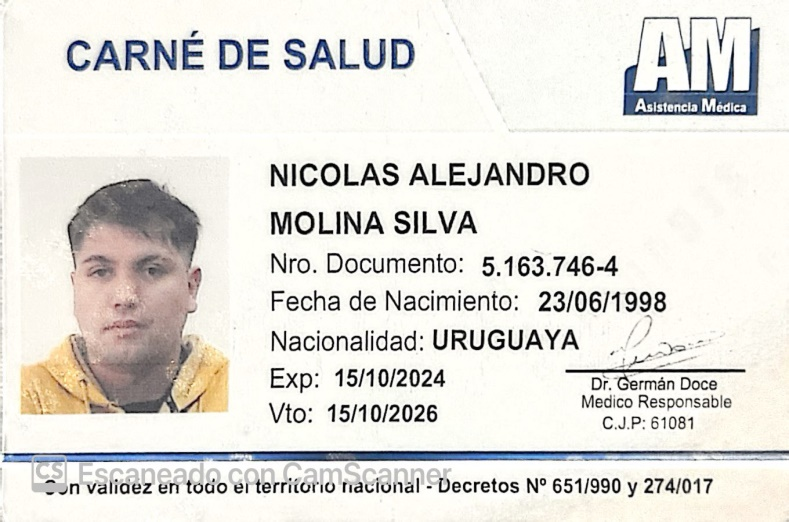 CARNÉ DE SALUD
AM
Asistencia Médica
NICOLAS ALEJANDRO
MOLINA SILVA
Nro. Documento: 5.163.746-4
Fecha de Nacimiento: 23/06/1998
Nacionalidad: URUGUAYA
Exp: 15/10/2024
Vto: 15/10/2026
Dr. Germán Doce
Medico Responsable
C.J.P: 61081
CS Escaneado con CamScanner
Con validez en todo el territorio nacional - Decretos Nº 651/990 y 274/017